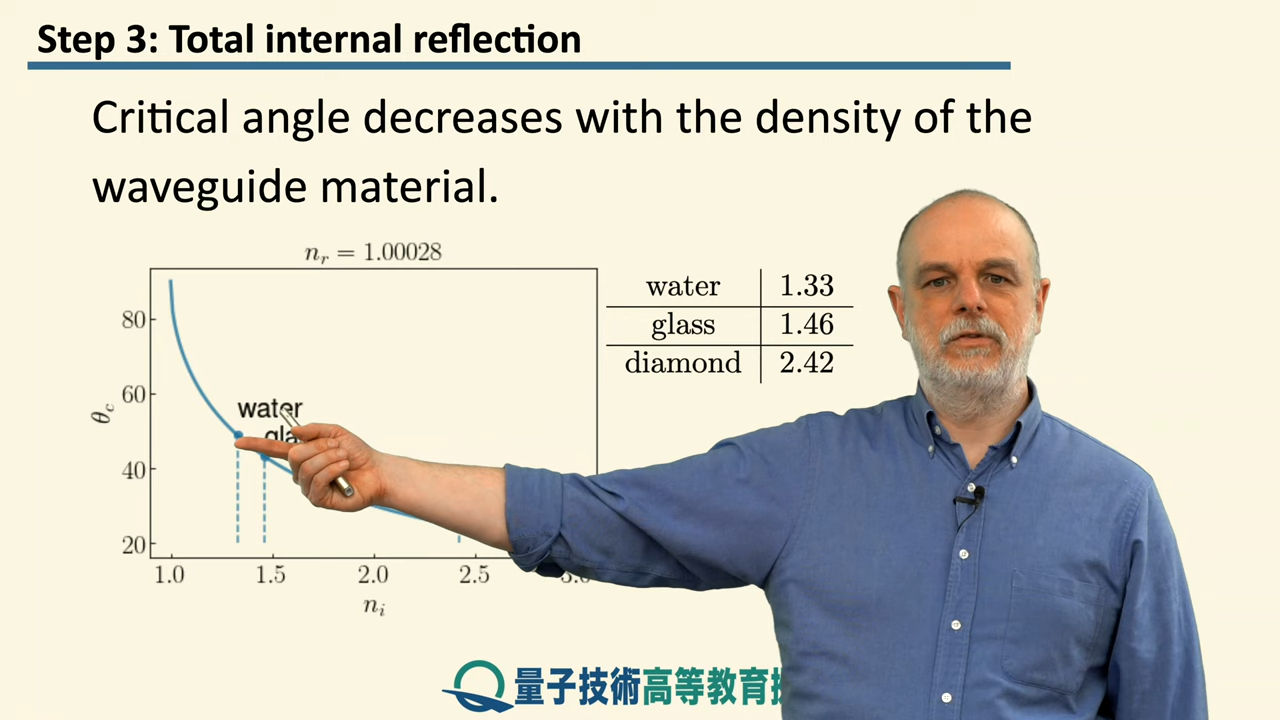 Step 3: Total internal reflection
Critical angle decreases with the density of the
waveguide material.
n_r = 1.00028
80
60
40
20
θ_c
water
1.0 1.5 2.0 2.5
n_i
water 1.33
glass 1.46
diamond 2.42
量子技術高等教育